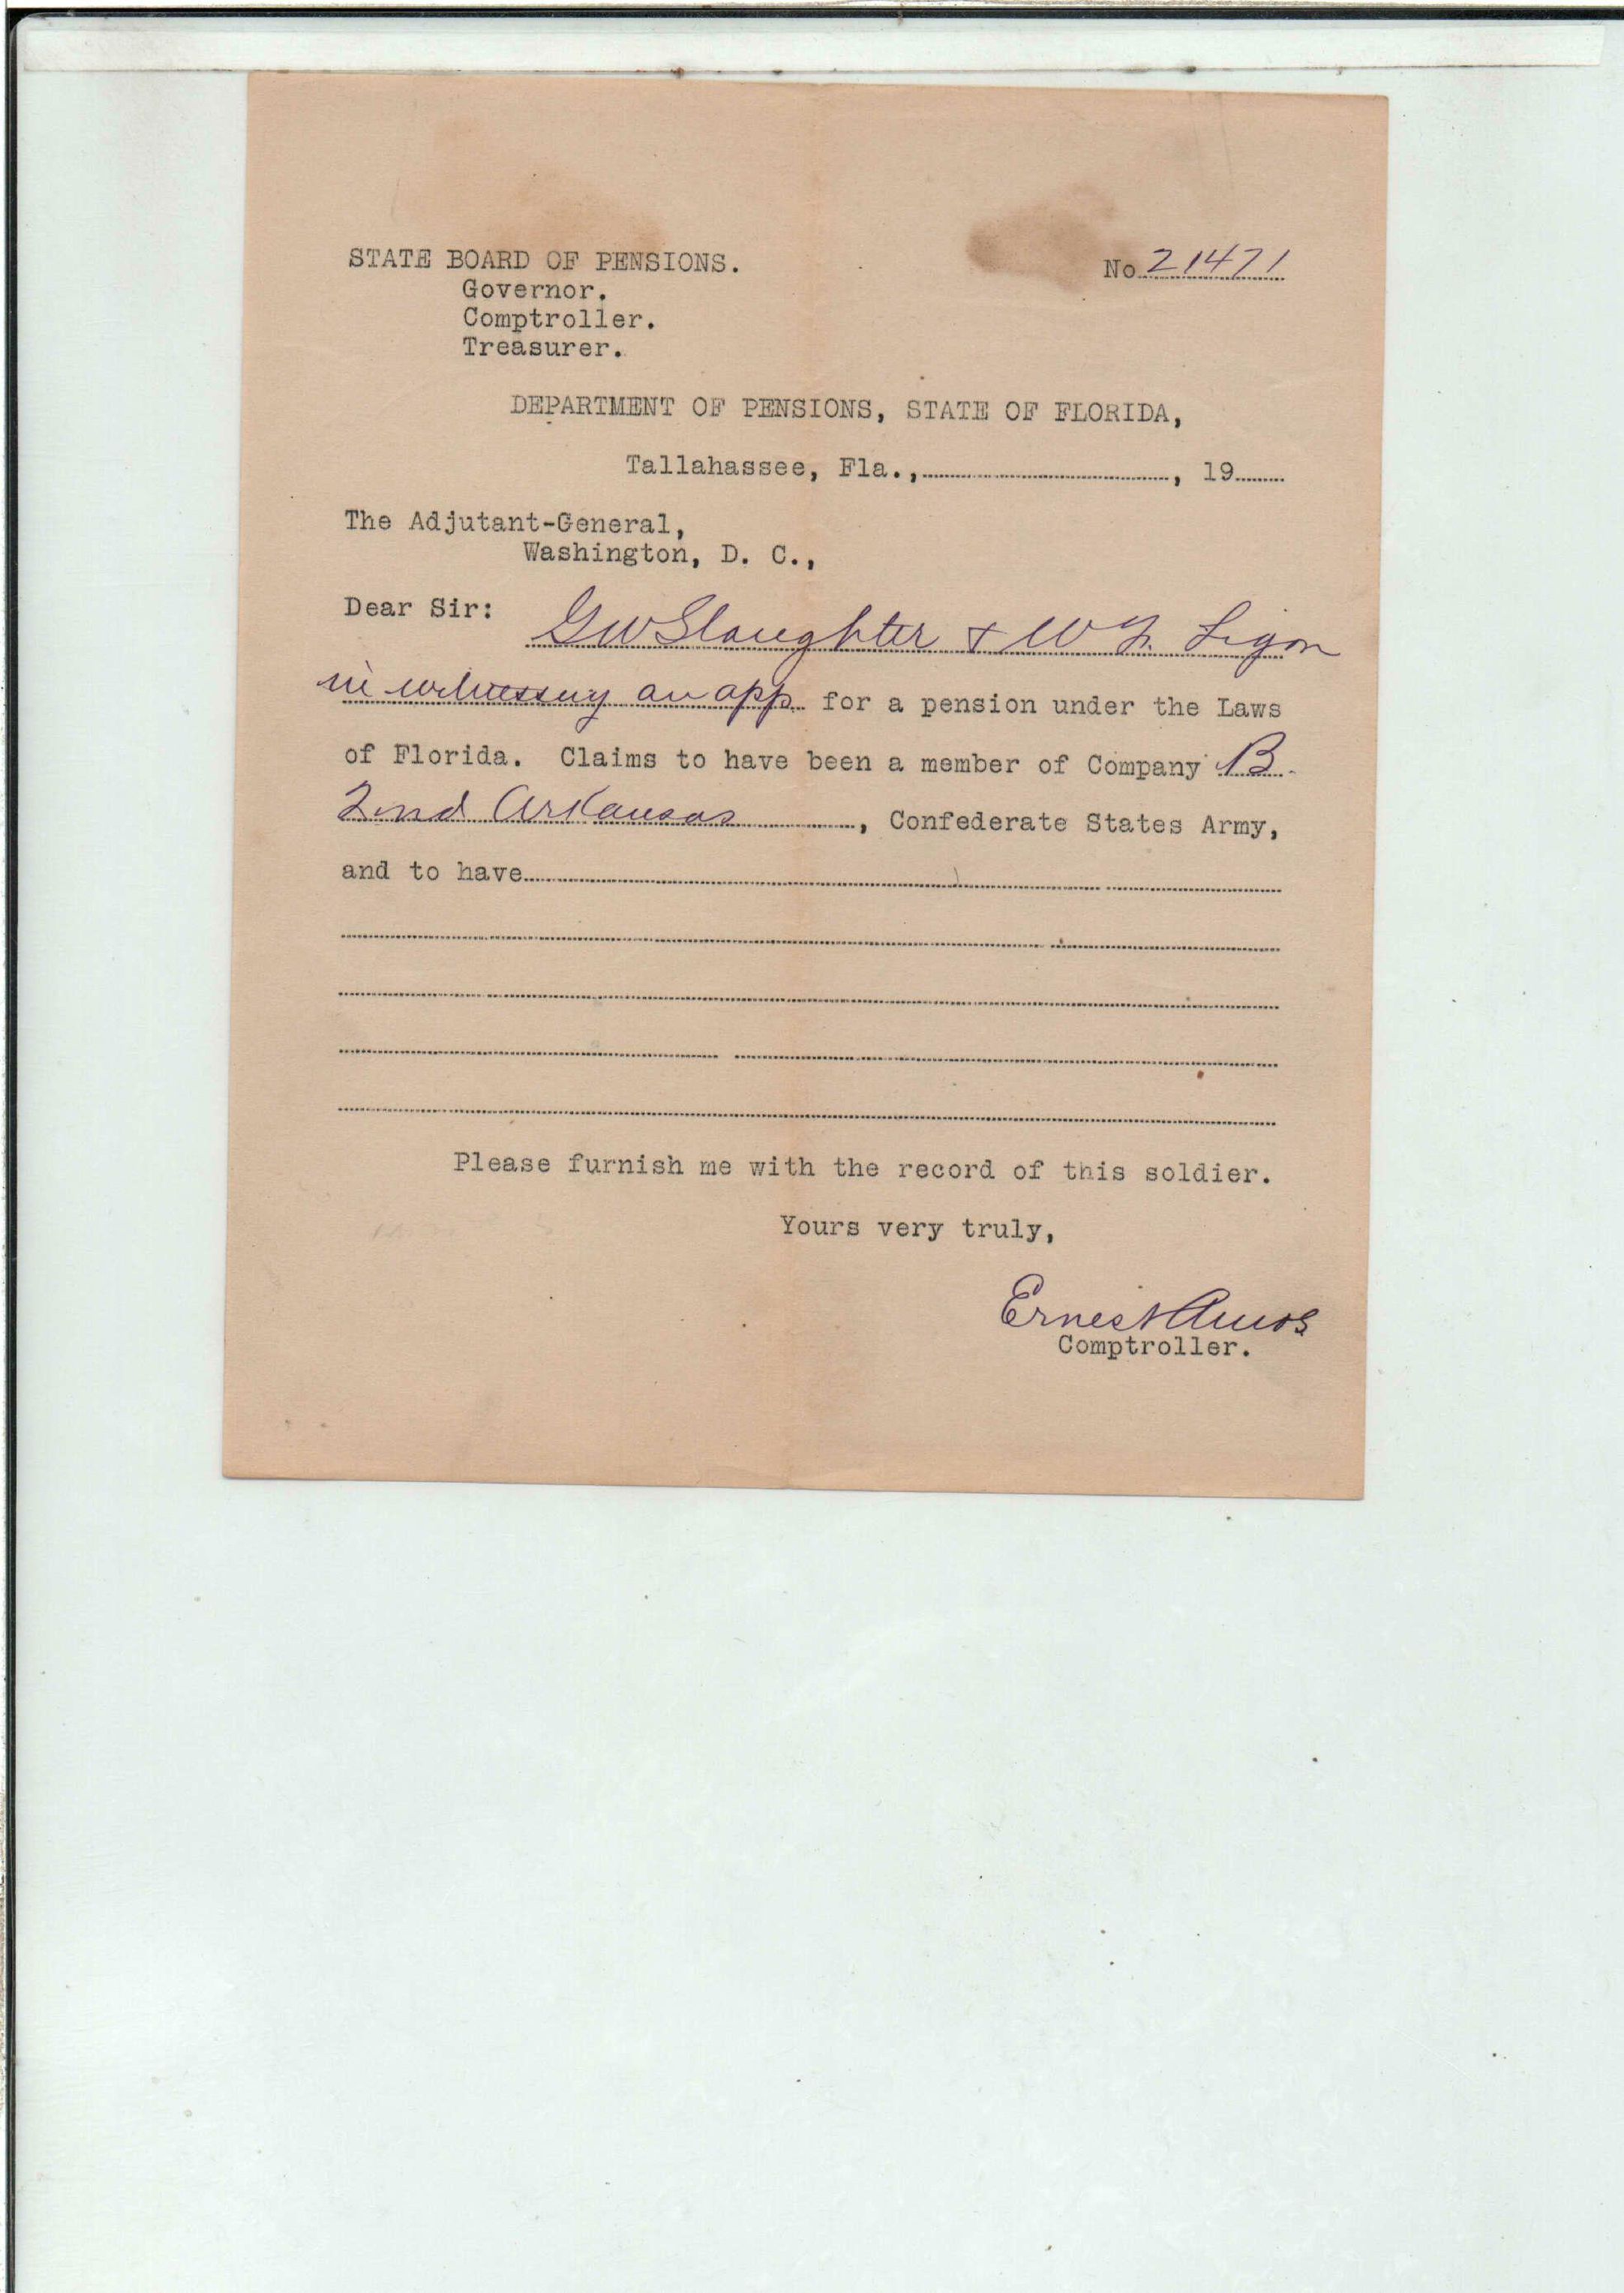 STATE BOARD OF PENSIONS.
No 21471
Governor.
Comptroller.
Treasurer.
DEPARTMENT OF PENSIONS, STATE OF FLORIDA,
Tallahassee, Fla.,, 19
The Adjutant-General,
Washington, D. C.,
Dear Sir: G W Slaughter + W Ligon
in witnessing an app. for a pension under the Laws
of Florida. Claims to have been a member of Company B.
2nd Arkansas, Confederate States Army,
and to have
Please furnish me with the record of this soldier.
Yours very truly,
Ernest Amos
Comptroller.